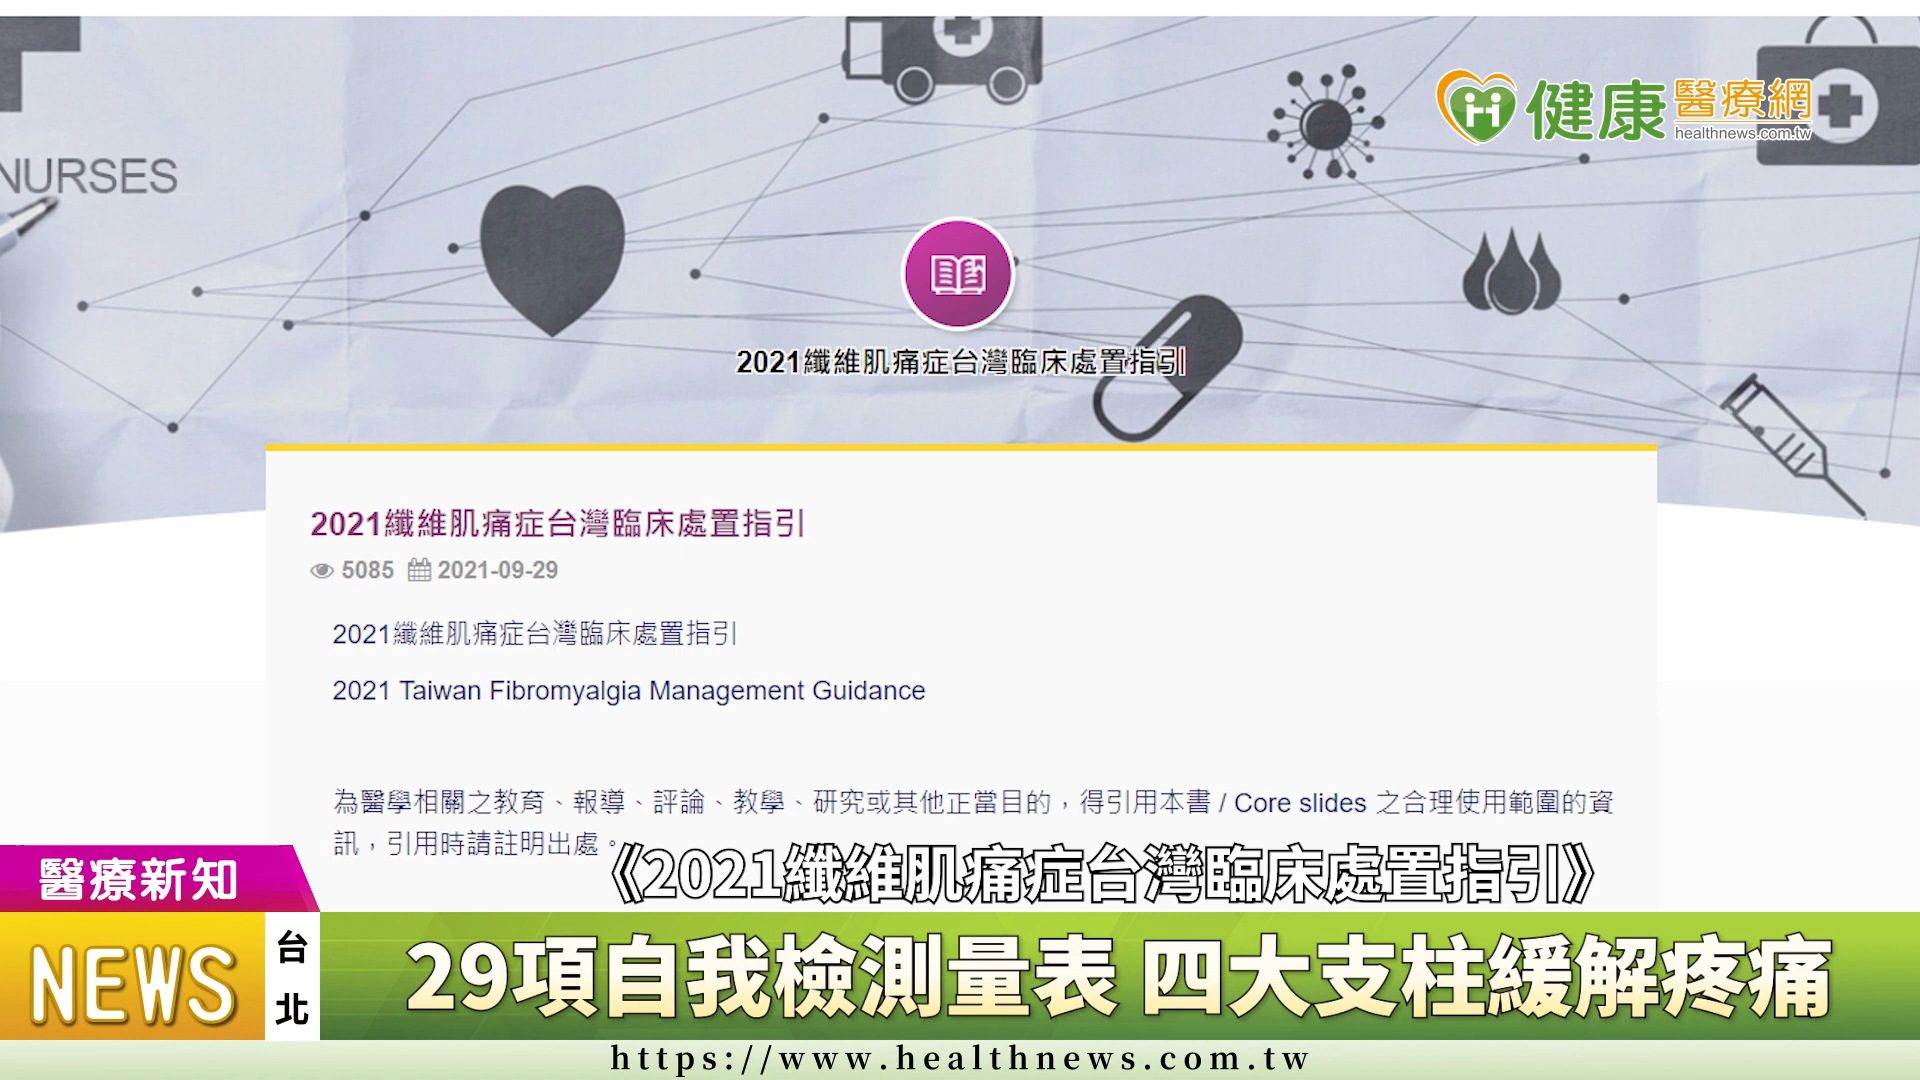 健康醫療網
healthnews.com.tw
NURSES
2021纖維肌痛症台灣臨床處置指引
2021纖維肌痛症台灣臨床處置指引
5085 2021-09-29
2021纖維肌痛症台灣臨床處置指引
2021 Taiwan Fibromyalgia Management Guidance
為醫學相關之教育、報導、評論、教學、研究或其他正當目的，得引用本書 / Core slides 之合理使用範圍的資
訊，引用時請註明出處。
《2021纖維肌痛症台灣臨床處置指引》
醫療新知
NEWS
台北
29項自我檢測量表 四大支柱緩解疼痛
https://www.healthnews.com.tw